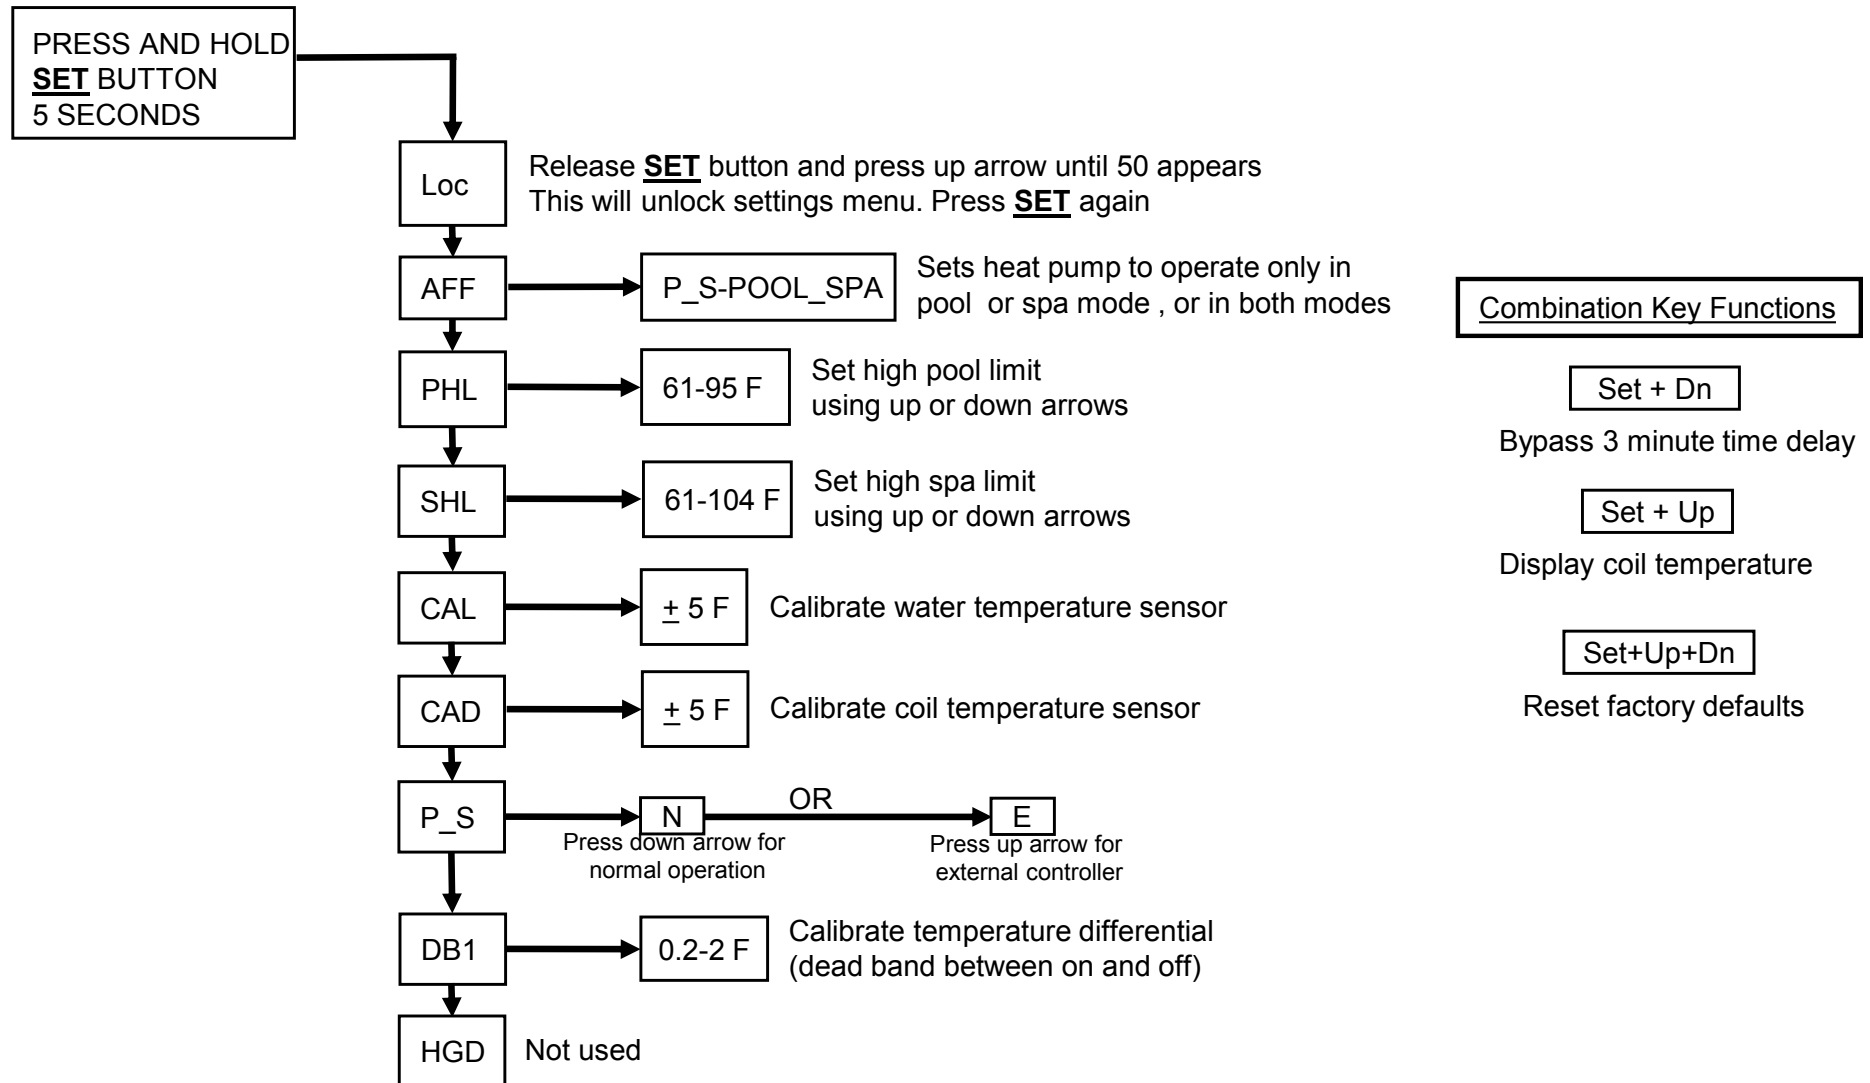 PRESS AND HOLD
SET BUTTON
5 SECONDS
Loc
Release SET button and press up arrow until 50 appears
This will unlock settings menu. Press SET again
AFF
P_S-POOL_SPA
Sets heat pump to operate only in
pool or spa mode , or in both modes
PHL
61-95 F
Set high pool limit
using up or down arrows
SHL
61-104 F
Set high spa limit
using up or down arrows
CAL
± 5 F
Calibrate water temperature sensor
CAD
± 5 F
Calibrate coil temperature sensor
P_S
N
OR
E
Press down arrow for
normal operation
Press up arrow for
external controller
DB1
0.2-2 F
Calibrate temperature differential
(dead band between on and off)
HGD
Not used
Combination Key Functions
Set + Dn
Bypass 3 minute time delay
Set + Up
Display coil temperature
Set+Up+Dn
Reset factory defaults